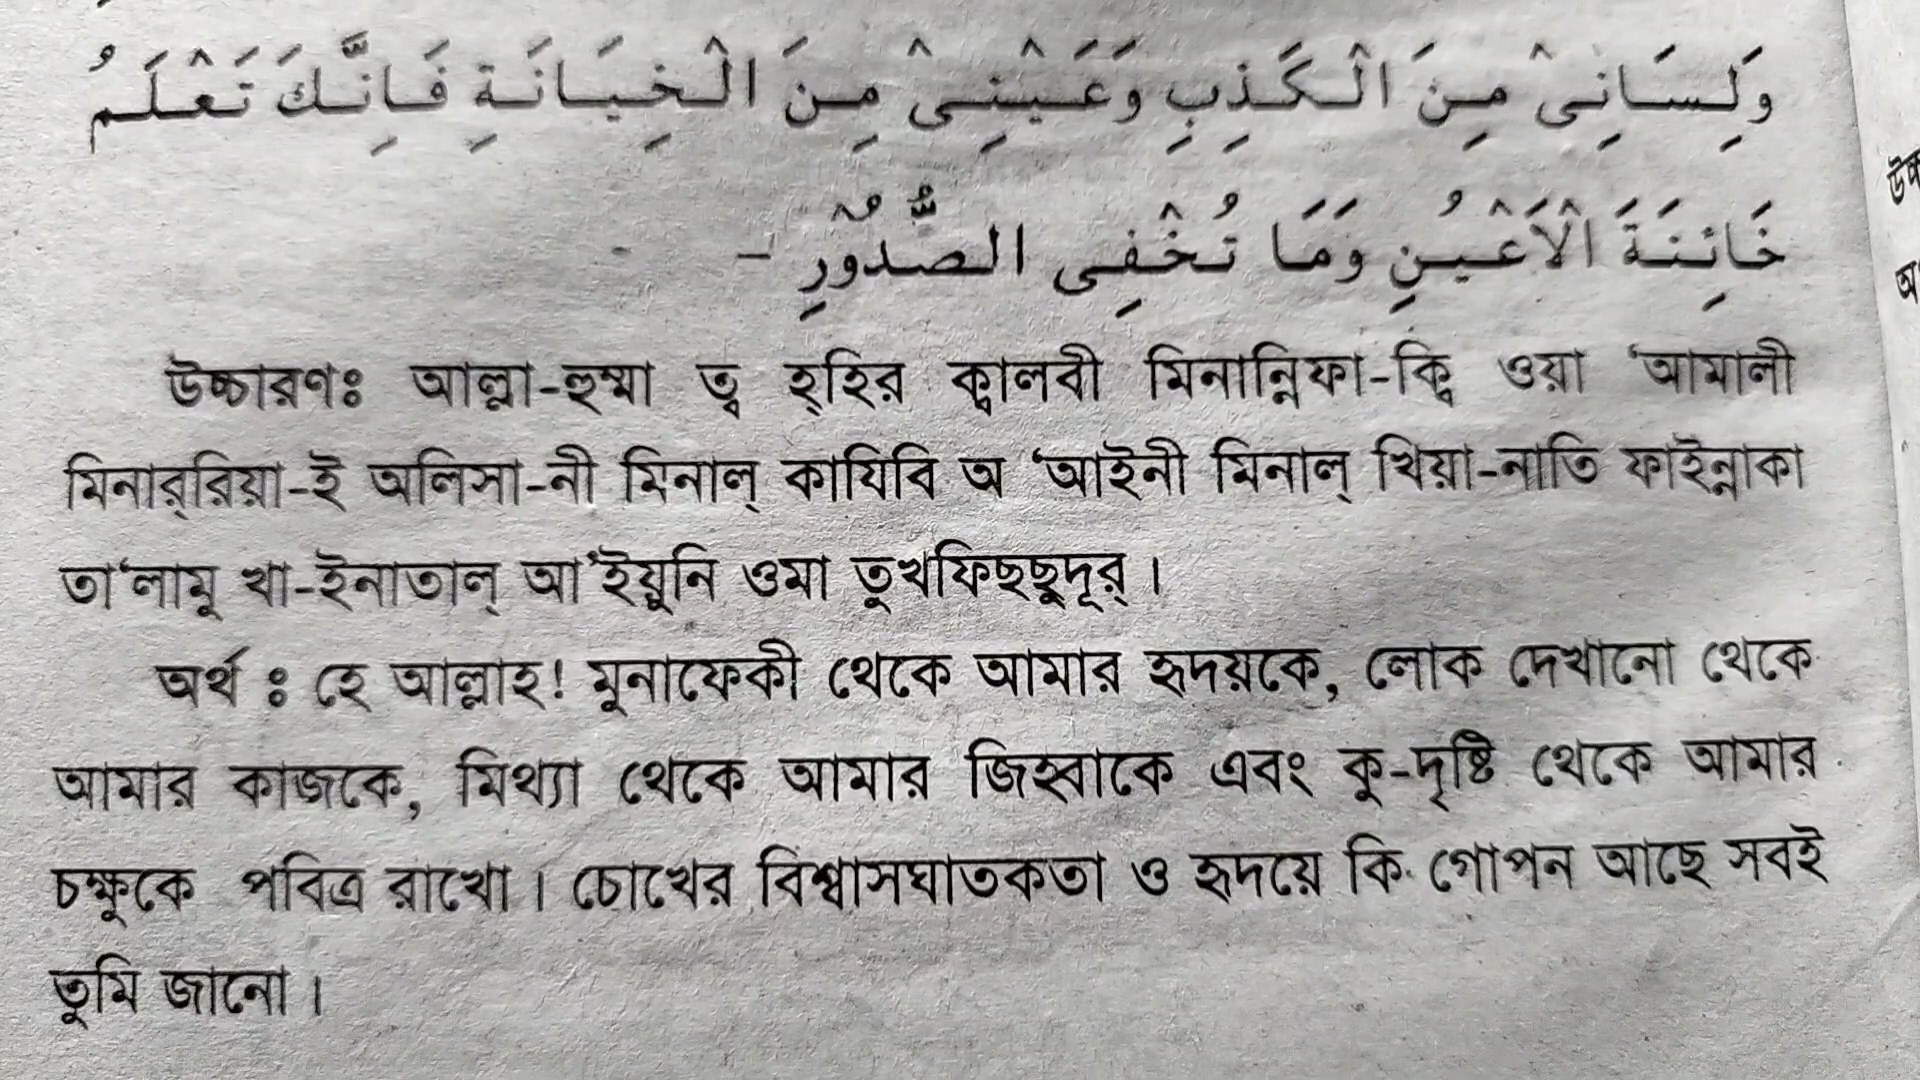 وَلِسَانِىْ مِنَ الْكَذِبِ وَعَيْنِىْ مِنَ الْخِيَانَةِ فَاِنَّكَ تَعْلَمُ
خَائِنَةَ الْاَعْيُنِ وَمَا تُخْفِى الصُّدُوْرِ -
উচ্চারণঃ আল্লা-হুম্মা ত্ব হ্হির ক্বালবী মিনান্নিফা-ক্বি ওয়া 'আমালী
মিনার্‌রিয়া-ই অলিসা-নী মিনাল্ কাযিবি অ 'আইনী মিনাল্ খিয়া-নাতি ফাইন্নাকা
তা'লামু খা-ইনাতাল্ আ'ইয়ুনি ওমা তুখফিছছুদূর্ ।
অর্থ ঃ হে আল্লাহ! মুনাফেকী থেকে আমার হৃদয়কে, লোক দেখানো থেকে
আমার কাজকে, মিথ্যা থেকে আমার জিহ্বাকে এবং কু-দৃষ্টি থেকে আমার
চক্ষুকে পবিত্র রাখো । চোখের বিশ্বাসঘাতকতা ও হৃদয়ে কি গোপন আছে সবই
তুমি জানো ।